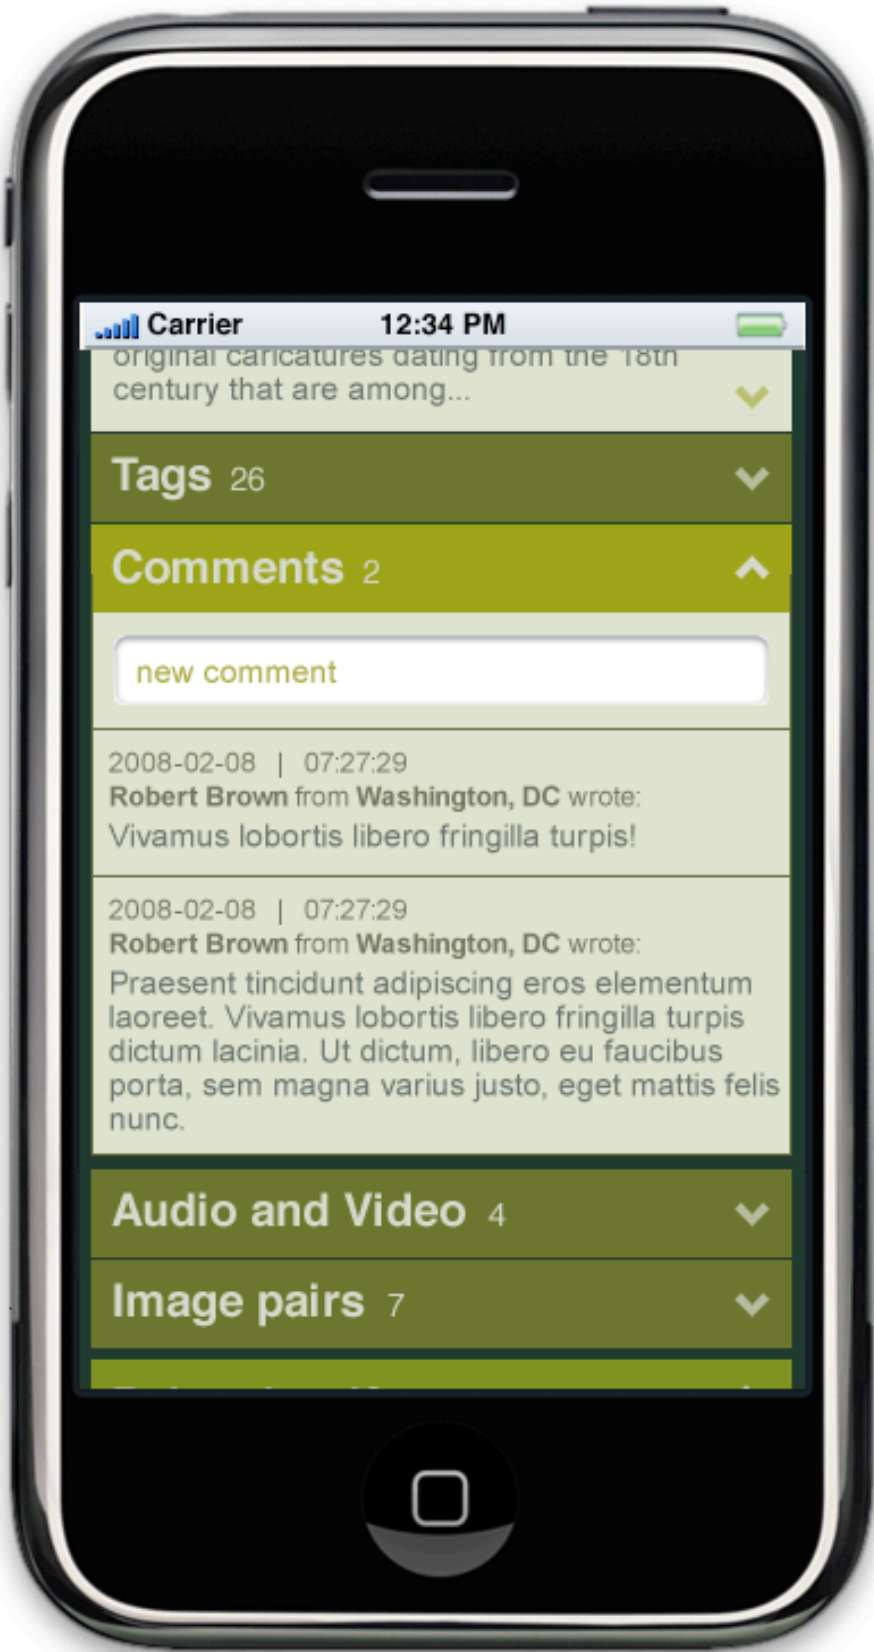 Carrier 12:34 PM
original caricatures dating from the 18th
century that are among...
Tags 26
Comments 2
new comment
2008-02-08 | 07:27:29
Robert Brown from Washington, DC wrote:
Vivamus lobortis libero fringilla turpis!
2008-02-08 | 07:27:29
Robert Brown from Washington, DC wrote:
Praesent tincidunt adipiscing eros elementum
laoreet. Vivamus lobortis libero fringilla turpis
dictum lacinia. Ut dictum, libero eu faucibus
porta, sem magna varius justo, eget mattis felis
nunc.
Audio and Video 4
Image pairs 7